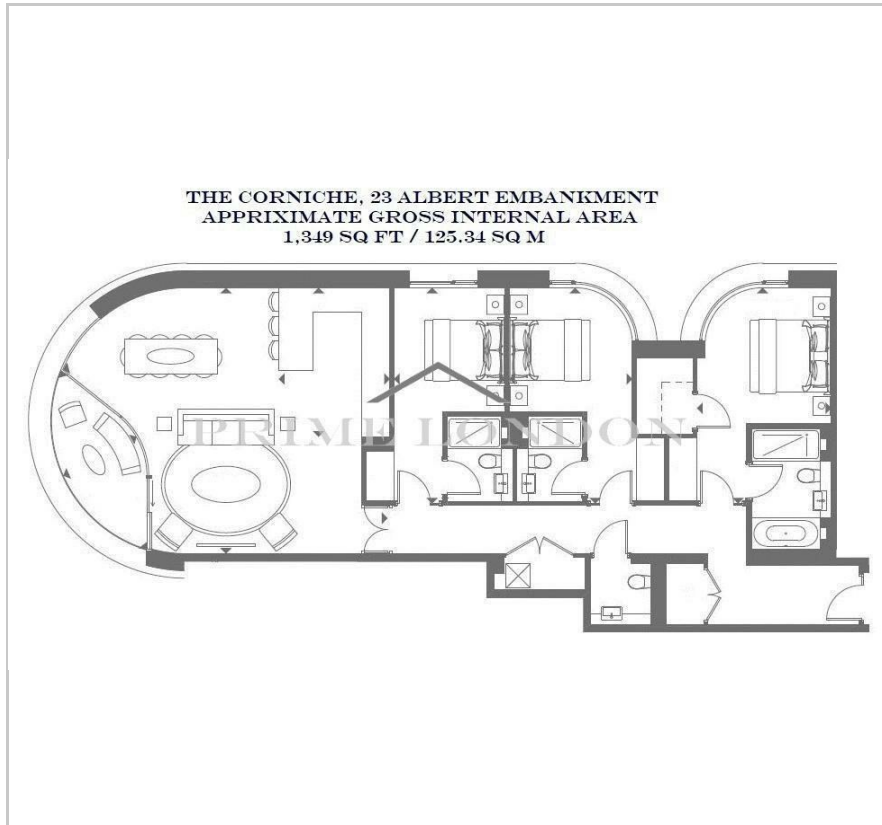 THE CORNICHE, 23 ALBERT EMBANKMENT
APPRIXIMATE GROSS INTERNAL AREA
1,349 SQ FT / 125.34 SQ M
PRIME LONDON